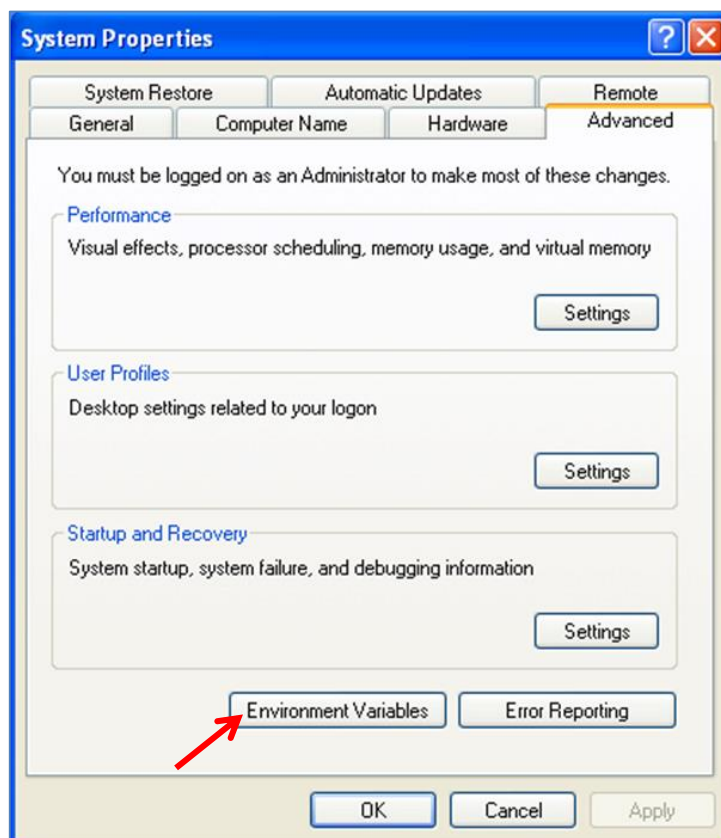 System Properties
System Restore Automatic Updates Remote
General Computer Name Hardware Advanced
You must be logged on as an Administrator to make most of these changes.
Performance
Visual effects, processor scheduling, memory usage, and virtual memory
Settings
User Profiles
Desktop settings related to your logon
Settings
Startup and Recovery
System startup, system failure, and debugging information
Settings
Environment Variables Error Reporting
OK Cancel Apply